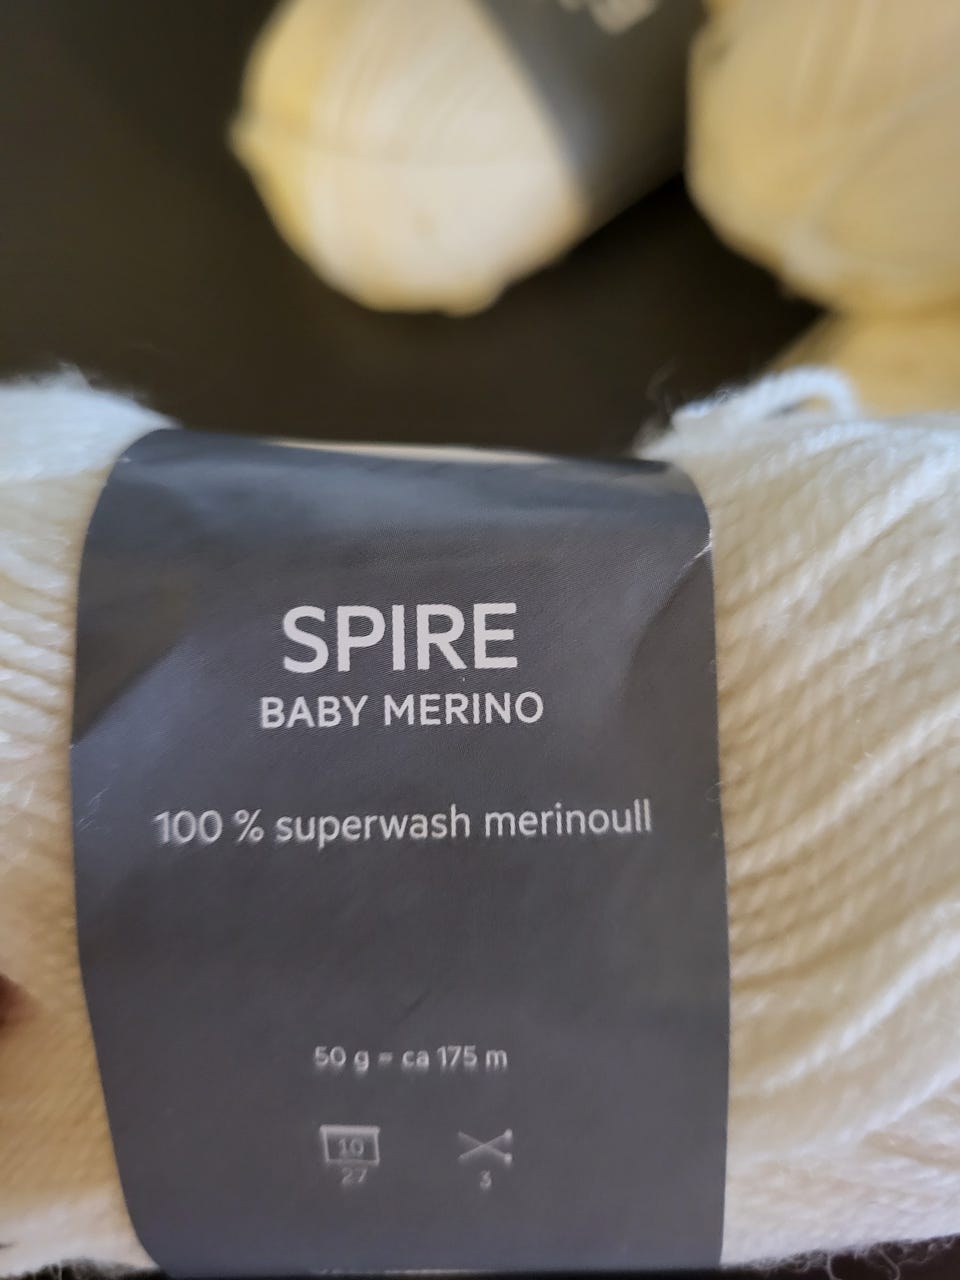 SPIRE
BABY MERINO
100 % superwash merinoull
50 g = ca 175 m
10
27
3